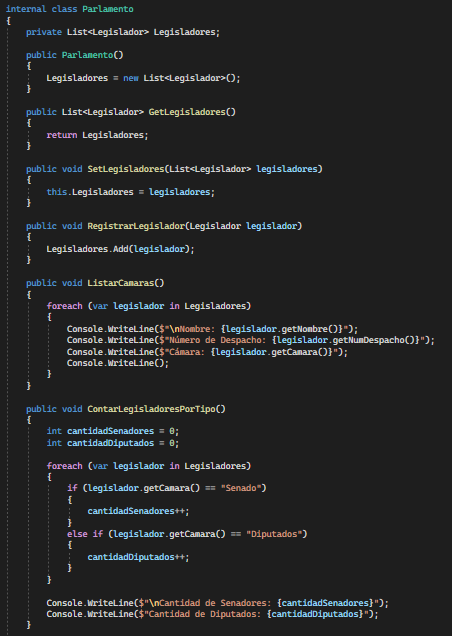 internal class Parlamento
{
    private List<Legislador> Legisladores;

    public Parlamento()
    {
        Legisladores = new List<Legislador>();
    }

    public List<Legislador> GetLegisladores()
    {
        return Legisladores;
    }

    public void SetLegisladores(List<Legislador> legisladores)
    {
        this.Legisladores = legisladores;
    }

    public void RegistrarLegislador(Legislador legislador)
    {
        Legisladores.Add(legislador);
    }

    public void ListarCamaras()
    {
        foreach (var legislador in Legisladores)
        {
            Console.WriteLine($"\nNombre: {legislador.getNombre()}");
            Console.WriteLine($"Número de Despacho: {legislador.getNumDespacho()}");
            Console.WriteLine($"Cámara: {legislador.getCamara()}");
            Console.WriteLine();
        }
    }

    public void ContarLegisladoresPorTipo()
    {
        int cantidadSenadores = 0;
        int cantidadDiputados = 0;

        foreach (var legislador in Legisladores)
        {
            if (legislador.getCamara() == "Senado")
            {
                cantidadSenadores++;
            }
            else if (legislador.getCamara() == "Diputados")
            {
                cantidadDiputados++;
            }
        }

        Console.WriteLine($"\nCantidad de Senadores: {cantidadSenadores}");
        Console.WriteLine($"Cantidad de Diputados: {cantidadDiputados}");
    }